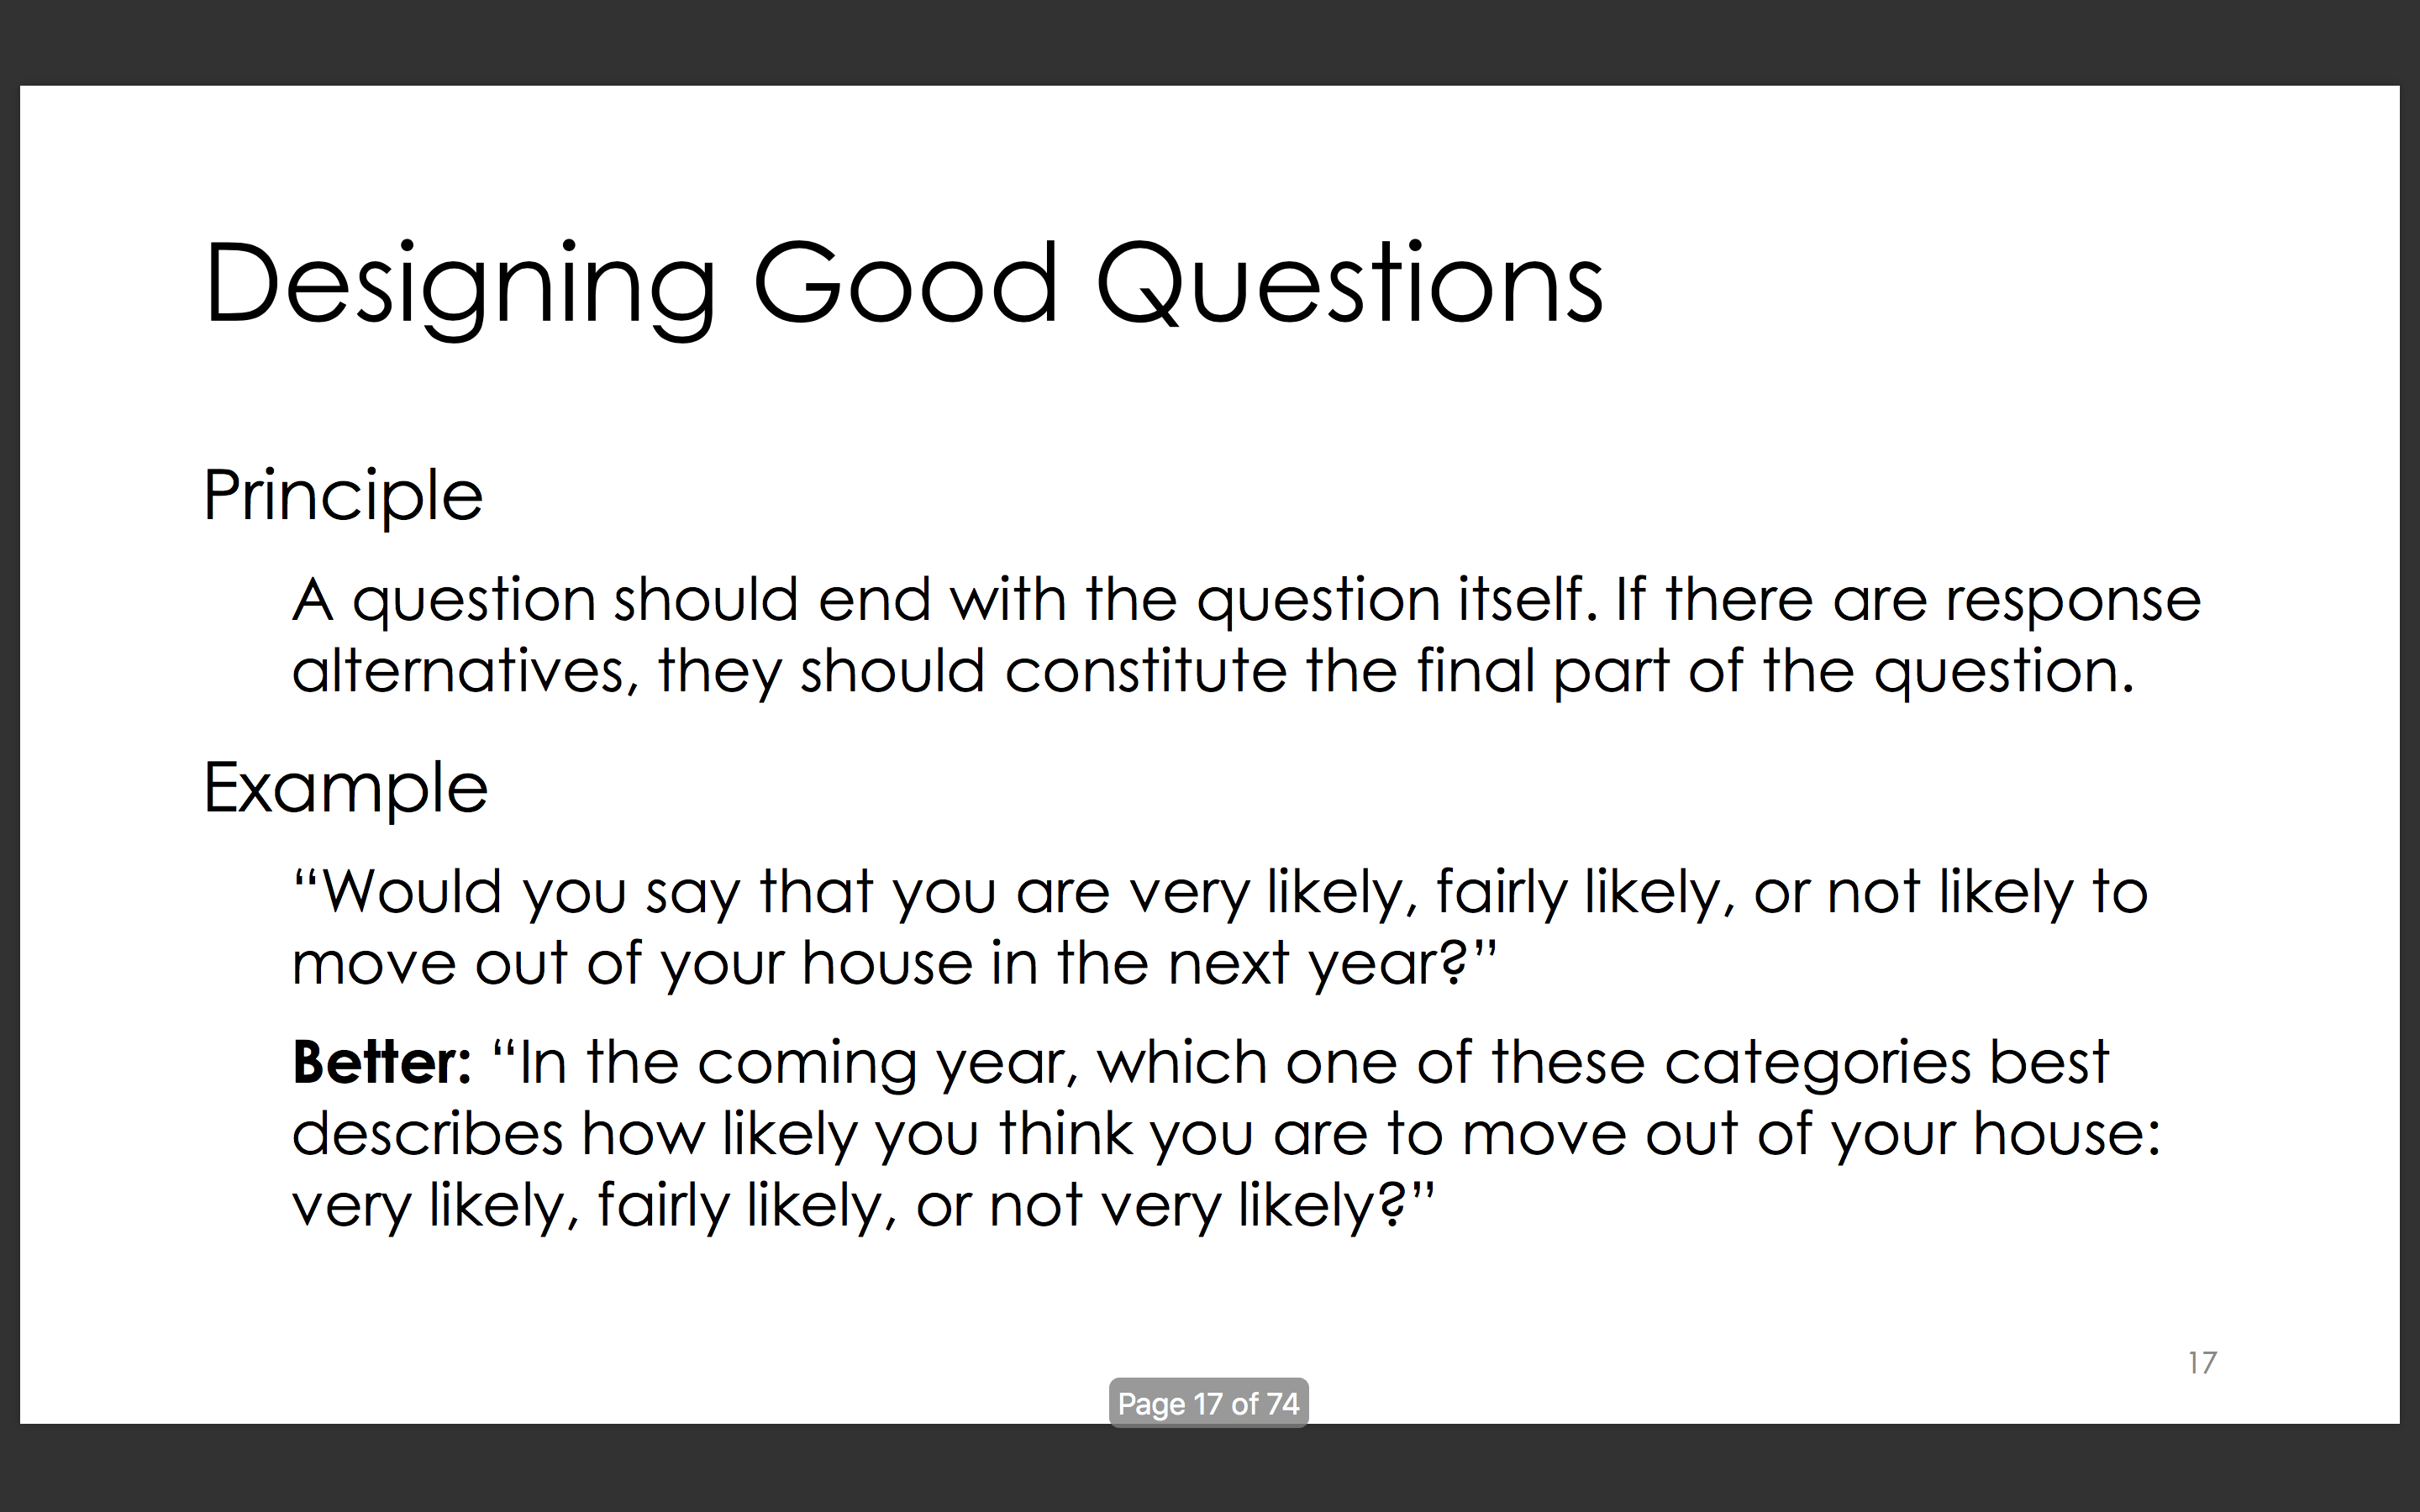 Designing Good Questions
Principle
A question should end with the question itself. If there are response
alternatives, they should constitute the final part of the question.
Example
“Would you say that you are very likely, fairly likely, or not likely to
move out of your house in the next year?”
Better: “In the coming year, which one of these categories best
describes how likely you think you are to move out of your house:
very likely, fairly likely, or not very likely?”
17
Page 17 of 74